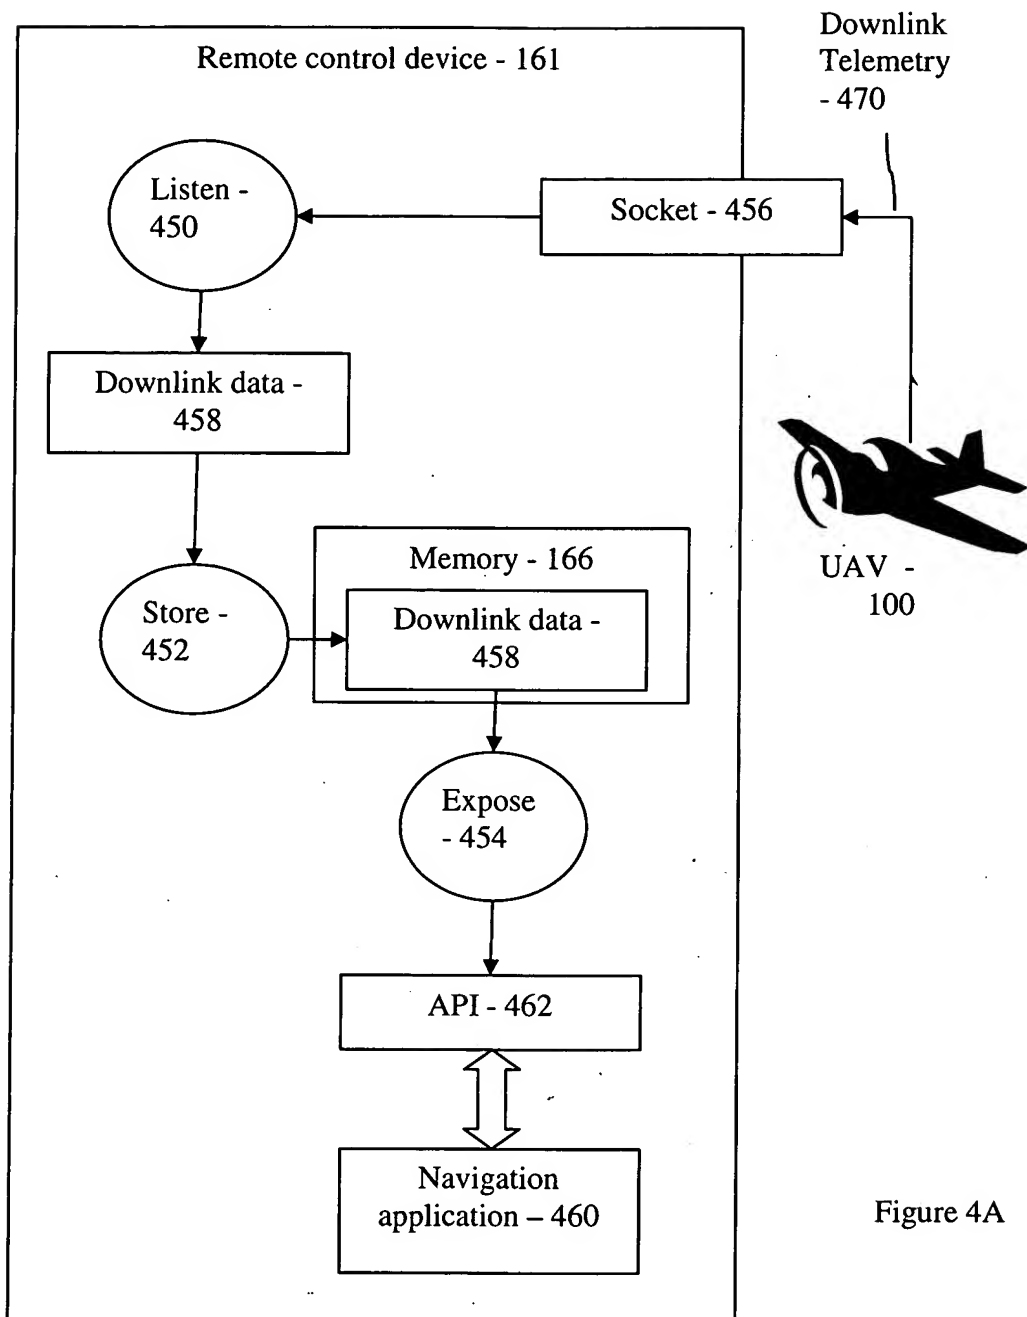 Remote control device - 161
Downlink
Telemetry
- 470
Listen -
450
Socket - 456
Downlink data -
458
UAV -
100
Memory - 166
Downlink data -
458
Store -
452
Expose
- 454
API - 462
Navigation
application – 460
Figure 4A